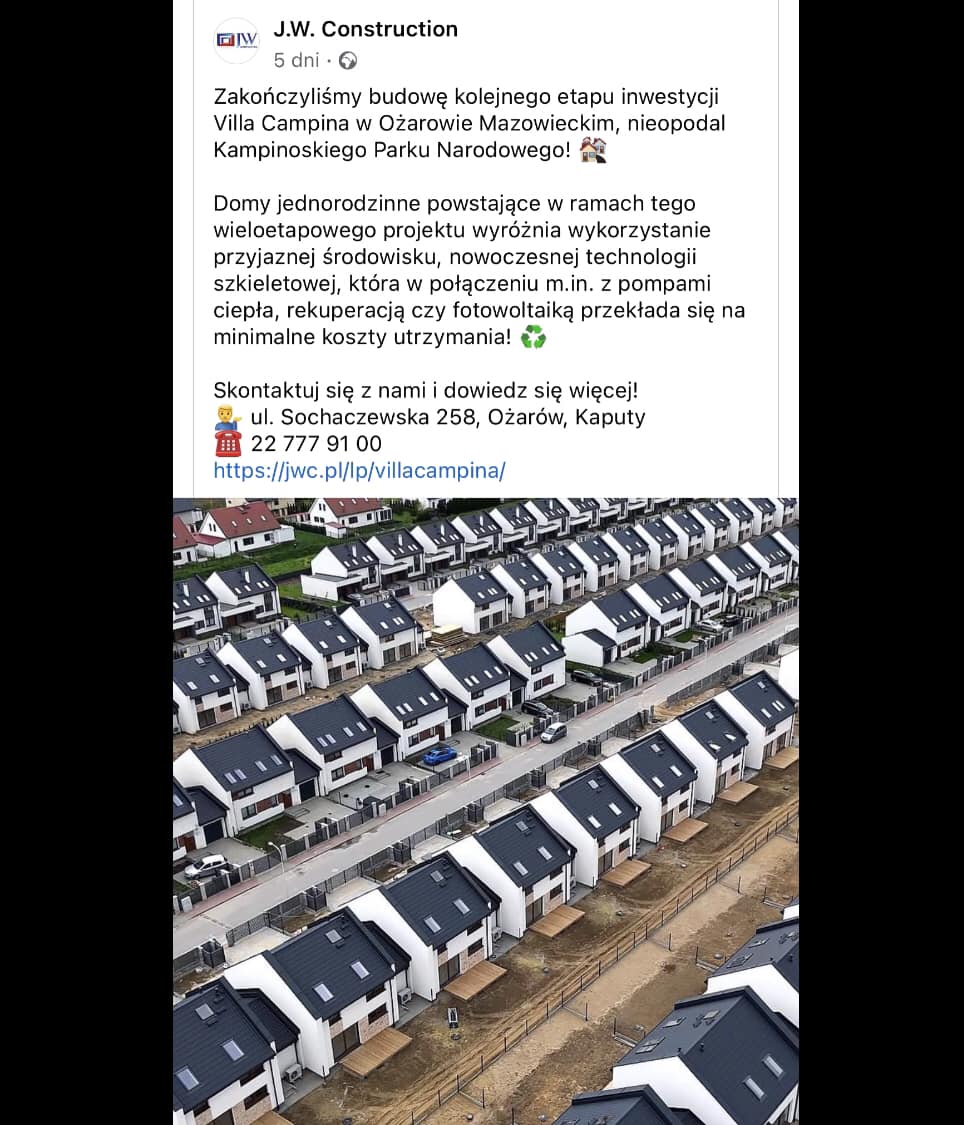 JW
J.W. Construction
5 dni ·
Zakończyliśmy budowę kolejnego etapu inwestycji
Villa Campina w Ożarowie Mazowieckim, nieopodal
Kampinoskiego Parku Narodowego! 🏘️
Domy jednorodzinne powstające w ramach tego
wieloetapowego projektu wyróżnia wykorzystanie
przyjaznej środowisku, nowoczesnej technologii
szkieletowej, która w połączeniu m.in. z pompami
ciepła, rekuperacją czy fotowoltaiką przekłada się na
minimalne koszty utrzymania! ♻️
Skontaktuj się z nami i dowiedz się więcej!
💁‍♂️ ul. Sochaczewska 258, Ożarów, Kaputy
☎️ 22 777 91 00
https://jwc.pl/lp/villacampina/